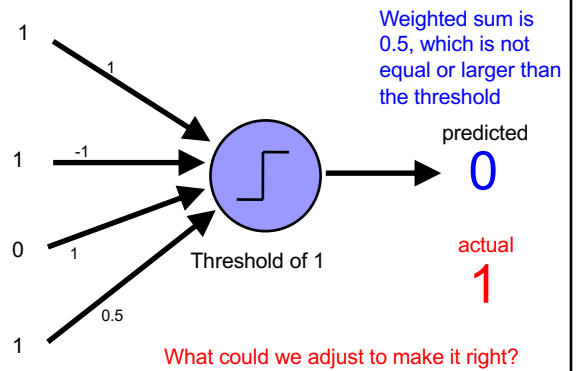 Weighted sum is
0.5, which is not
equal or larger than
the threshold
1
1
1
-1
0
1
1
0.5
Threshold of 1
predicted
0
actual
1
What could we adjust to make it right?